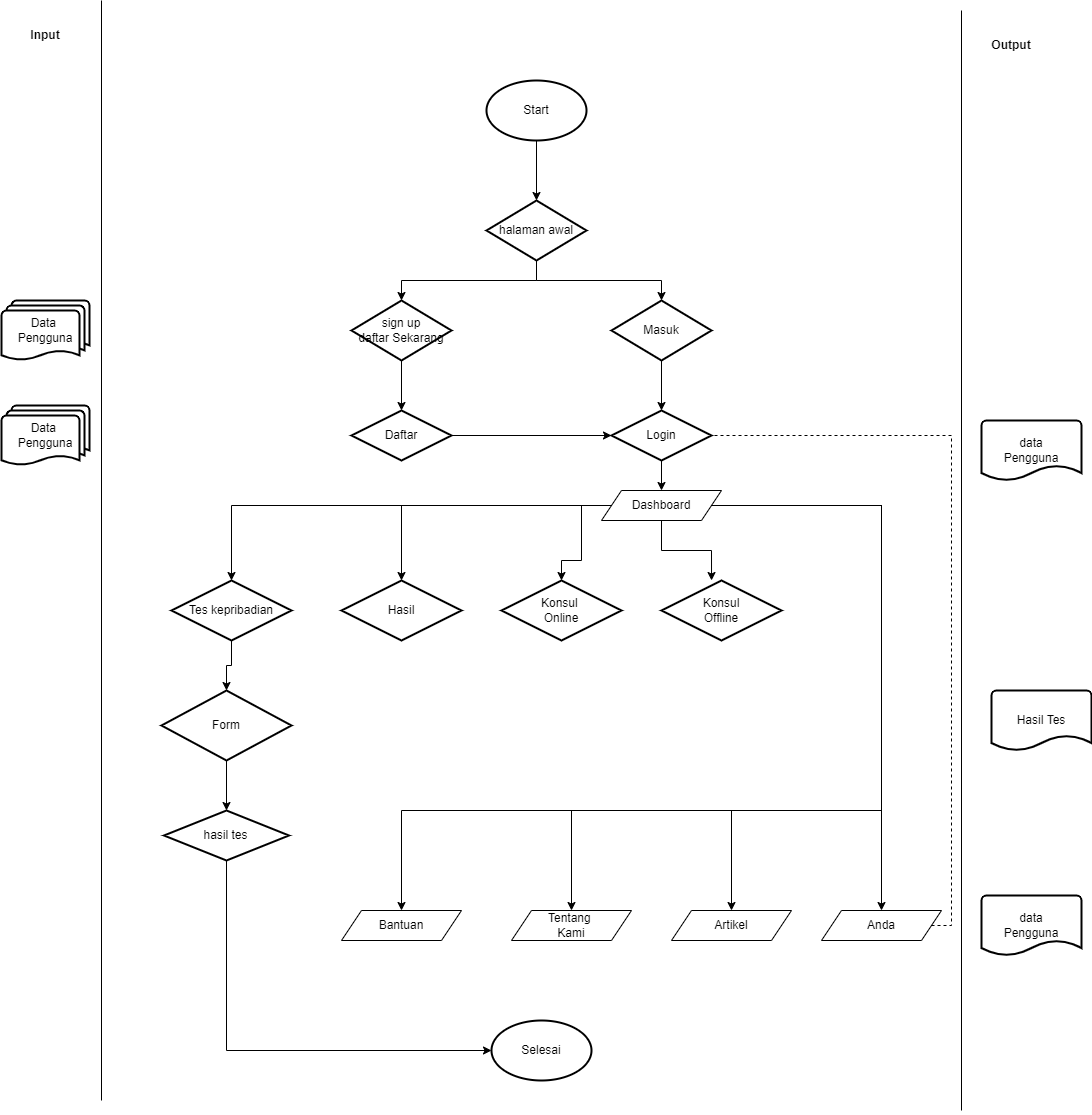 Input
Output
Start
halaman awal
sign up
daftar Sekarang
Masuk
Data
Pengguna
Daftar
Login
Data
Pengguna
data
Pengguna
Dashboard
Tes kepribadian
Hasil
Konsul
Online
Konsul
Offline
Form
Hasil Tes
hasil tes
Bantuan
Tentang
Kami
Artikel
Anda
data
Pengguna
Selesai